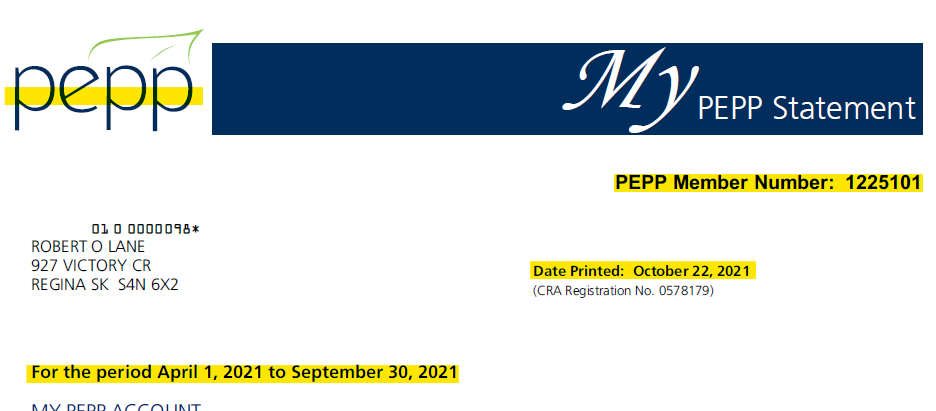 pepp
My PEPP Statement
PEPP Member Number: 1225101
01 0 0000098*
ROBERT O LANE
927 VICTORY CR
REGINA SK S4N 6X2
Date Printed: October 22, 2021
(CRA Registration No. 0578179)
For the period April 1, 2021 to September 30, 2021
MY PEPP ACCOUNT